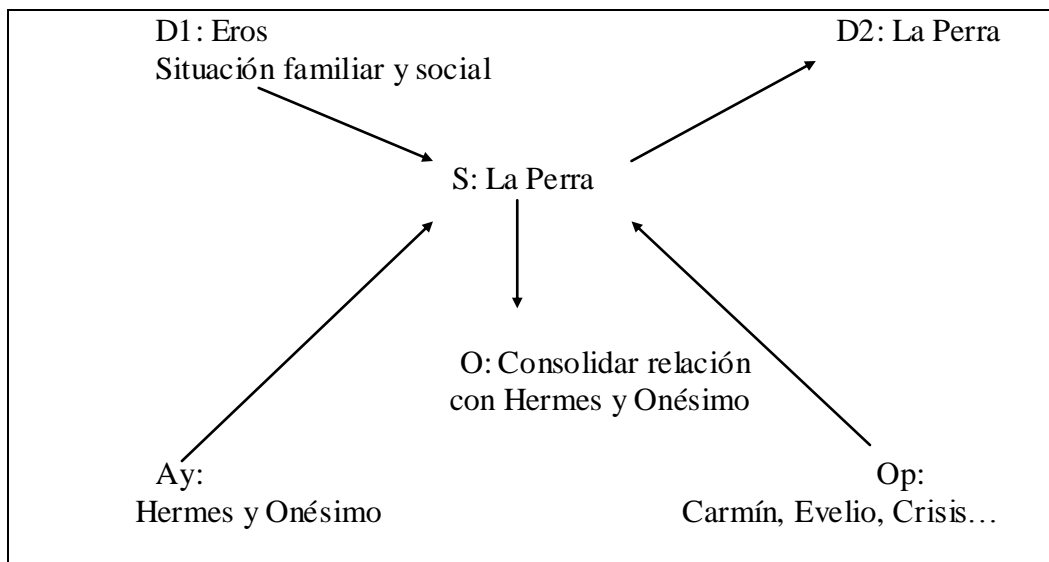 D1: Eros
Situación familiar y social
D2: La Perra
S: La Perra
O: Consolidar relación
con Hermes y Onésimo
Ay:
Hermes y Onésimo
Op:
Carmín, Evelio, Crisis…